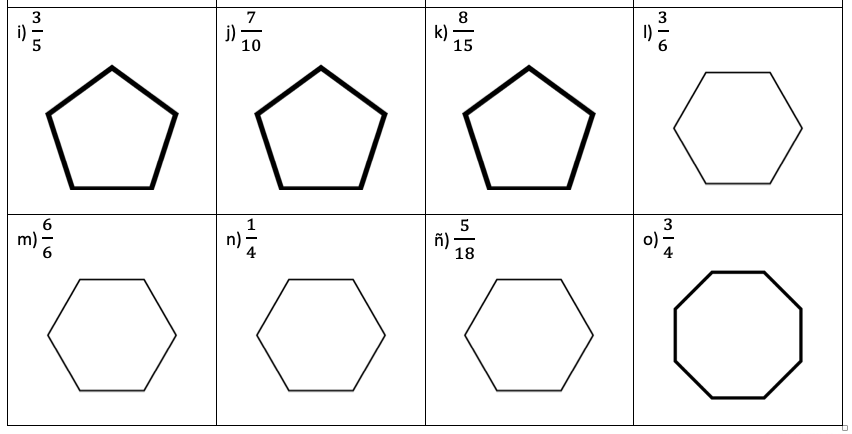 i) 3/5
j) 7/10
k) 8/15
l) 3/6
m) 6/6
n) 1/4
ñ) 5/18
o) 3/4